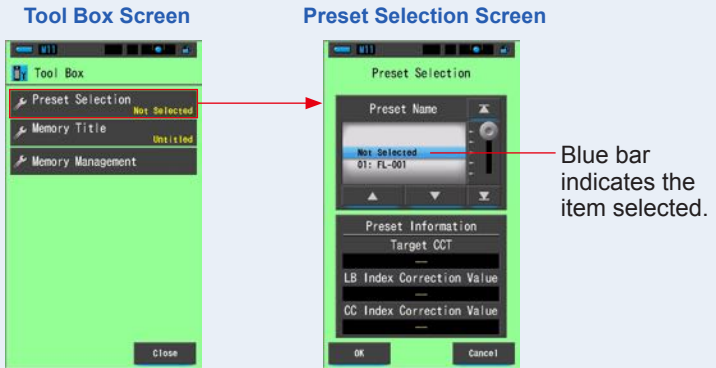 Tool Box Screen
Preset Selection Screen
M11
Tool Box
Preset Selection
Not Selected
Memory Title
Untitled
Memory Management
Close
M11
Preset Selection
Preset Name
Not Selected
01: FL-001
Preset Information
Target CCT
—
LB Index Correction Value
—
CC Index Correction Value
—
OK
Cancel
Blue bar
indicates the
item selected.